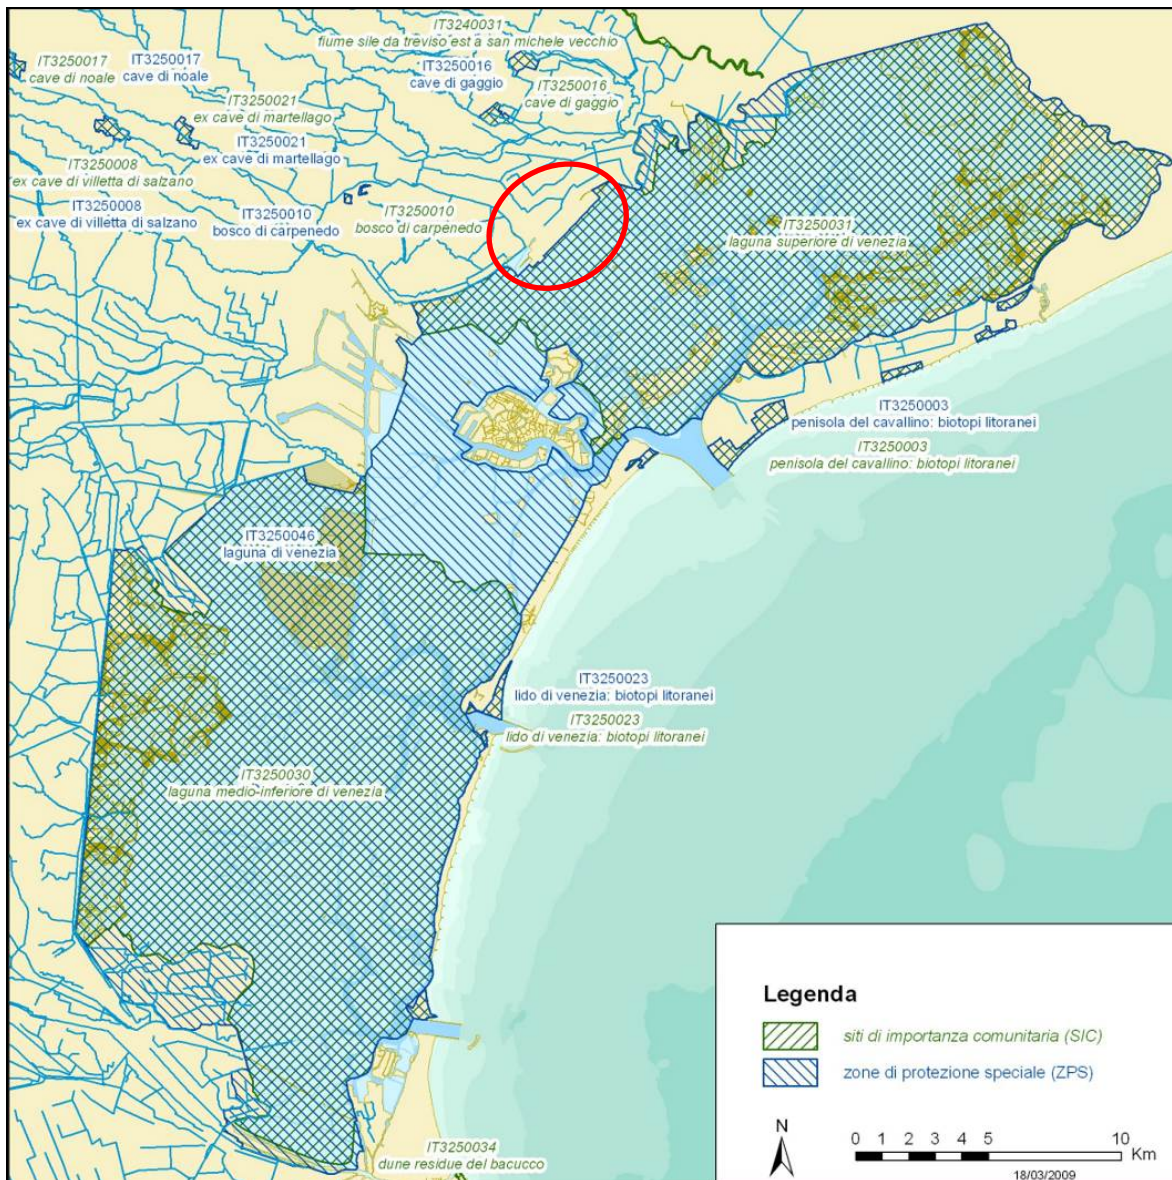 IT3240031
fiume sile da treviso est a san michele vecchio
IT3250017
cave di noale
IT3250017
cave di noale
IT3250016
cave di gaggio
IT3250016
cave di gaggio
IT3250021
ex cave di martellago
IT3250021
ex cave di martellago
IT3250008
ex cave di villetta di salzano
IT3250008
ex cave di villetta di salzano
IT3250010
bosco di carpenedo
IT3250010
bosco di carpenedo
IT3250031
laguna superiore di venezia
IT3250003
penisola del cavallino: biotopi litoranei
IT3250003
penisola del cavallino: biotopi litoranei
IT3250046
laguna di venezia
IT3250023
lido di venezia: biotopi litoranei
IT3250023
lido di venezia: biotopi litoranei
IT3250030
laguna medio-inferiore di venezia
IT3250034
dune residue del bacucco
Legenda
siti di importanza comunitaria (SIC)
zone di protezione speciale (ZPS)
N
0 1 2 3 4 5 10
Km
18/03/2009